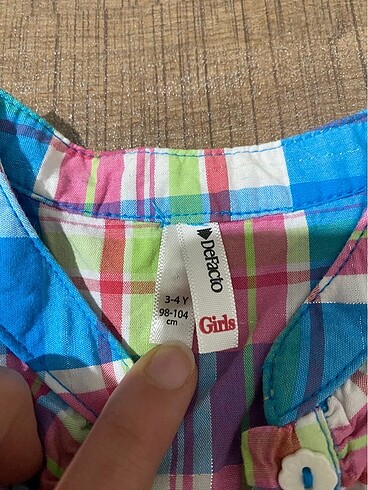 3-4 Y
98-104
cm
DeFacto
Girls